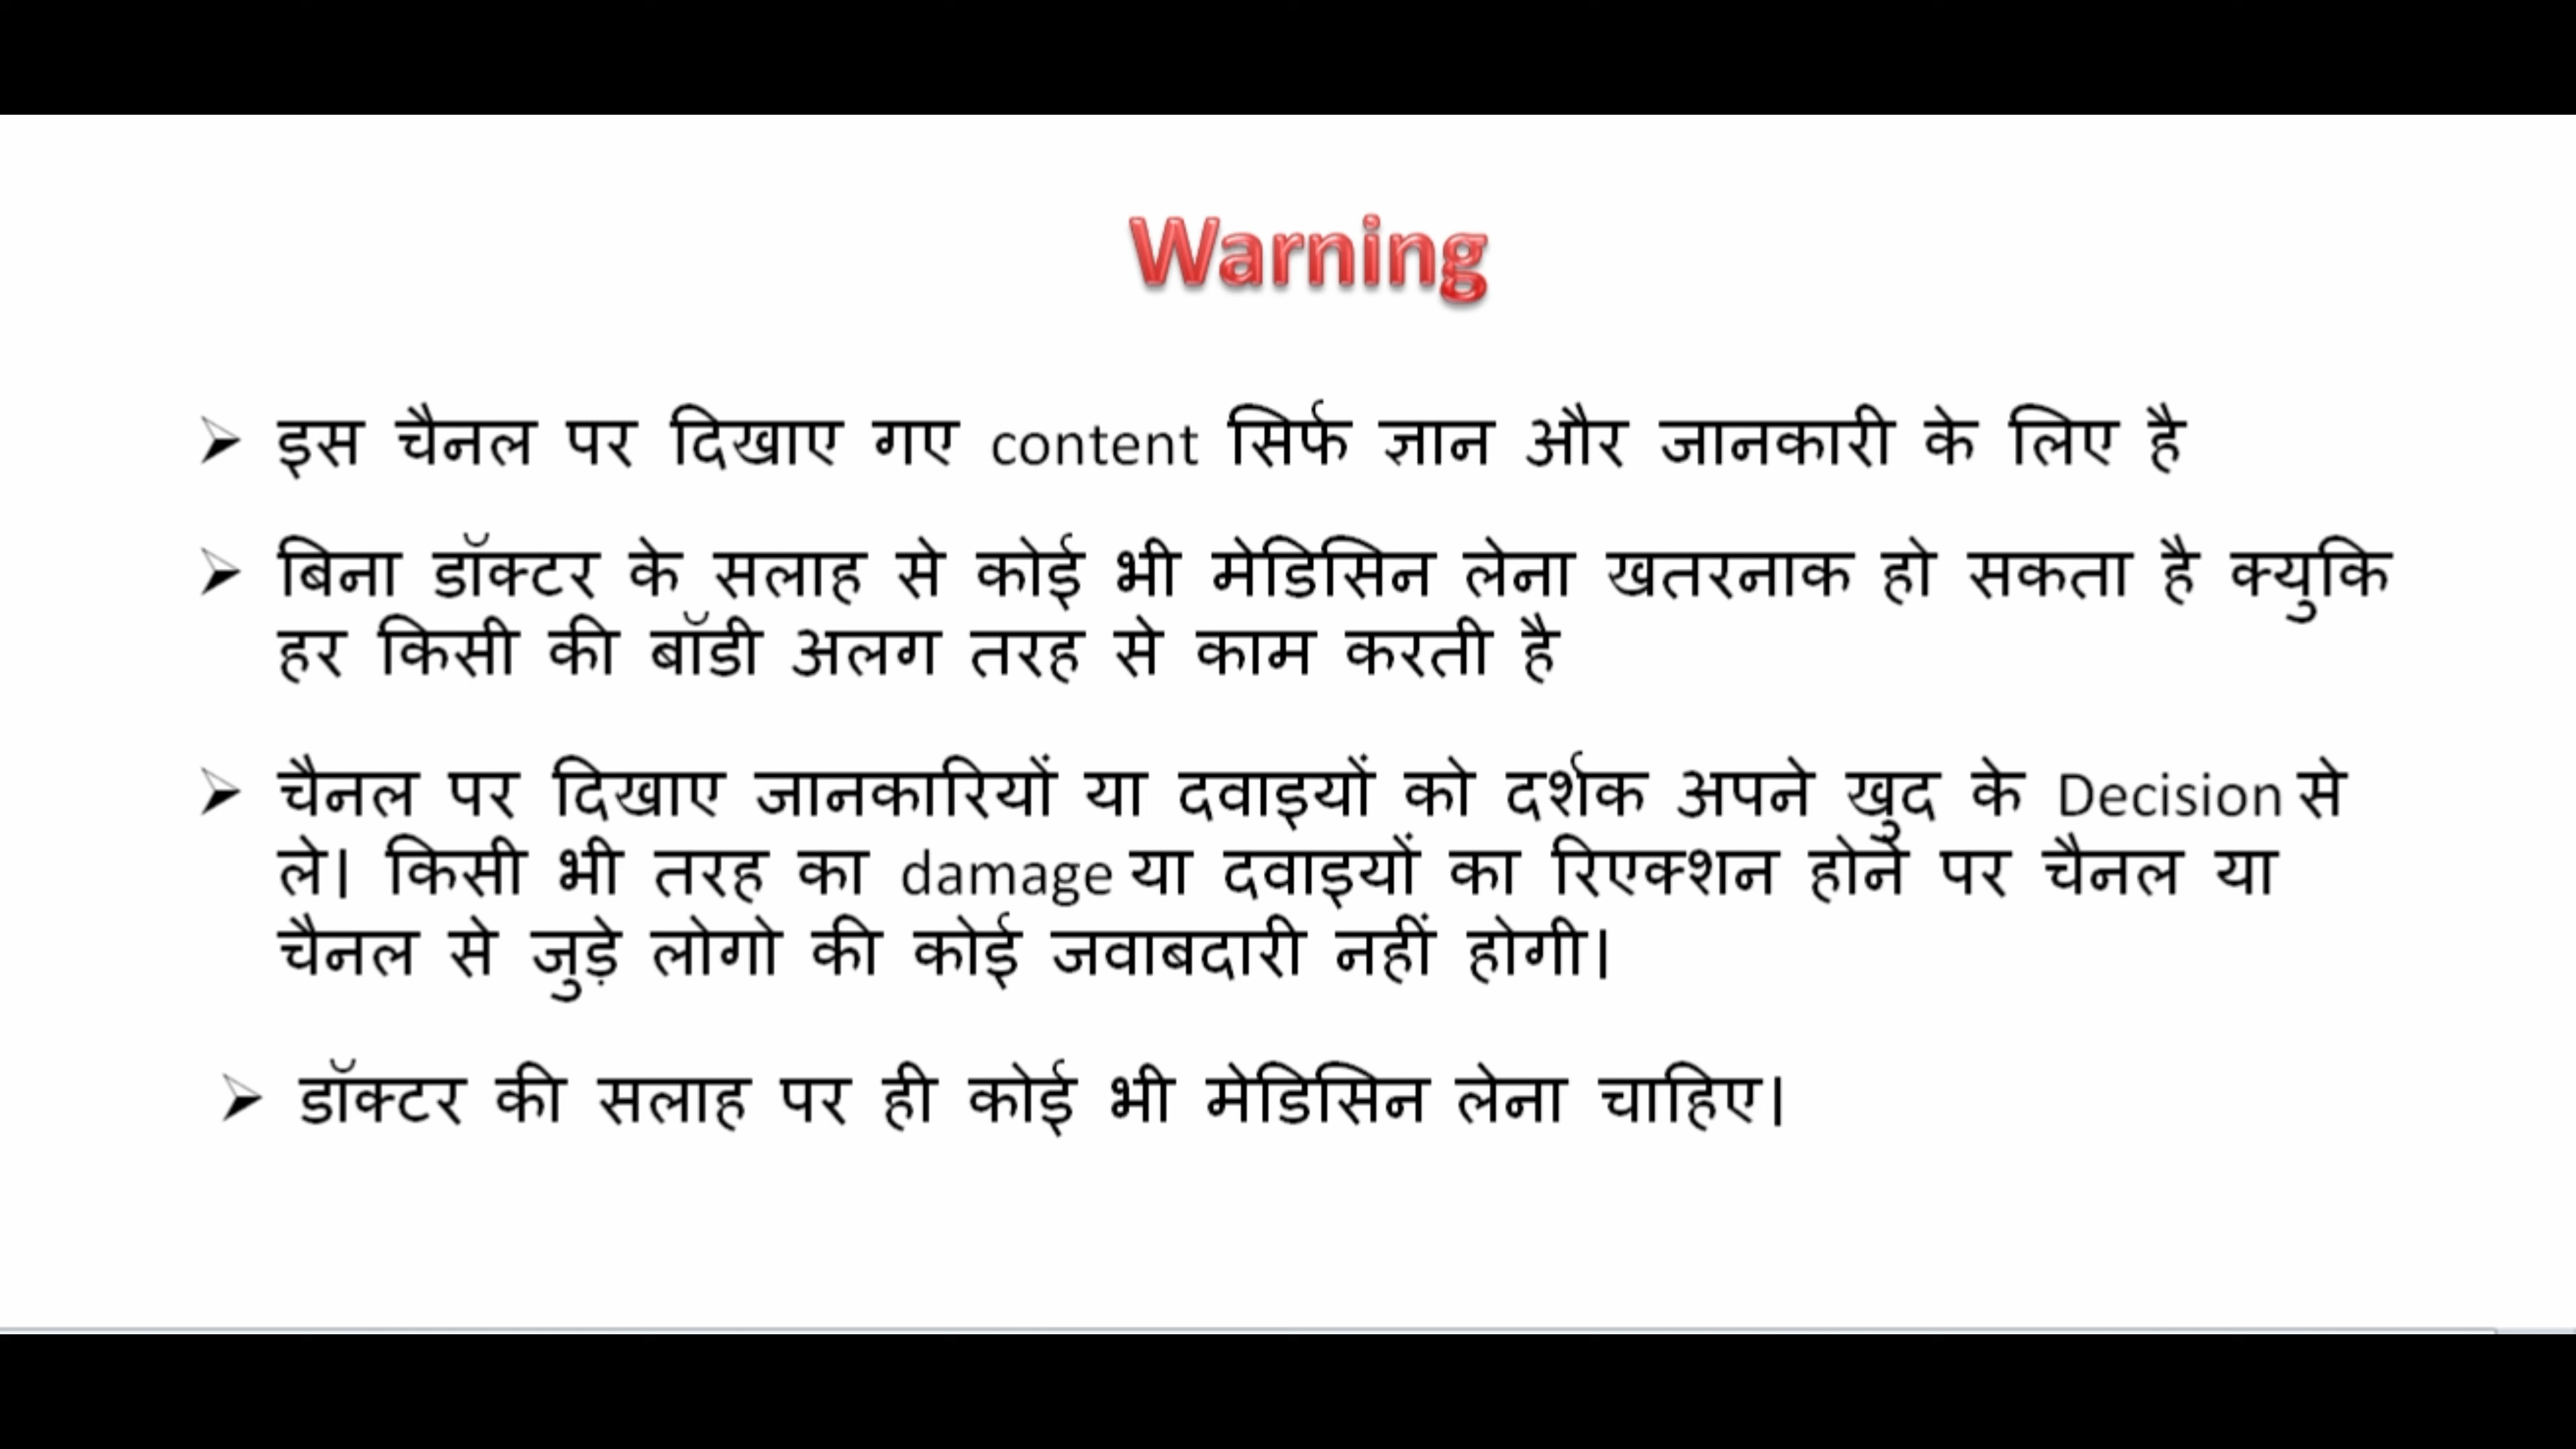 Warning
➢ इस चैनल पर दिखाए गए content सिर्फ ज्ञान और जानकारी के लिए है
➢ बिना डॉक्टर के सलाह से कोई भी मेडिसिन लेना खतरनाक हो सकता है क्युकि
हर किसी की बॉडी अलग तरह से काम करती है
➢ चैनल पर दिखाए जानकारियों या दवाइयों को दर्शक अपने खुद के Decision से
ले। किसी भी तरह का damage या दवाइयों का रिएक्शन होने पर चैनल या
चैनल से जुड़े लोगो की कोई जवाबदारी नहीं होगी।
➢ डॉक्टर की सलाह पर ही कोई भी मेडिसिन लेना चाहिए।